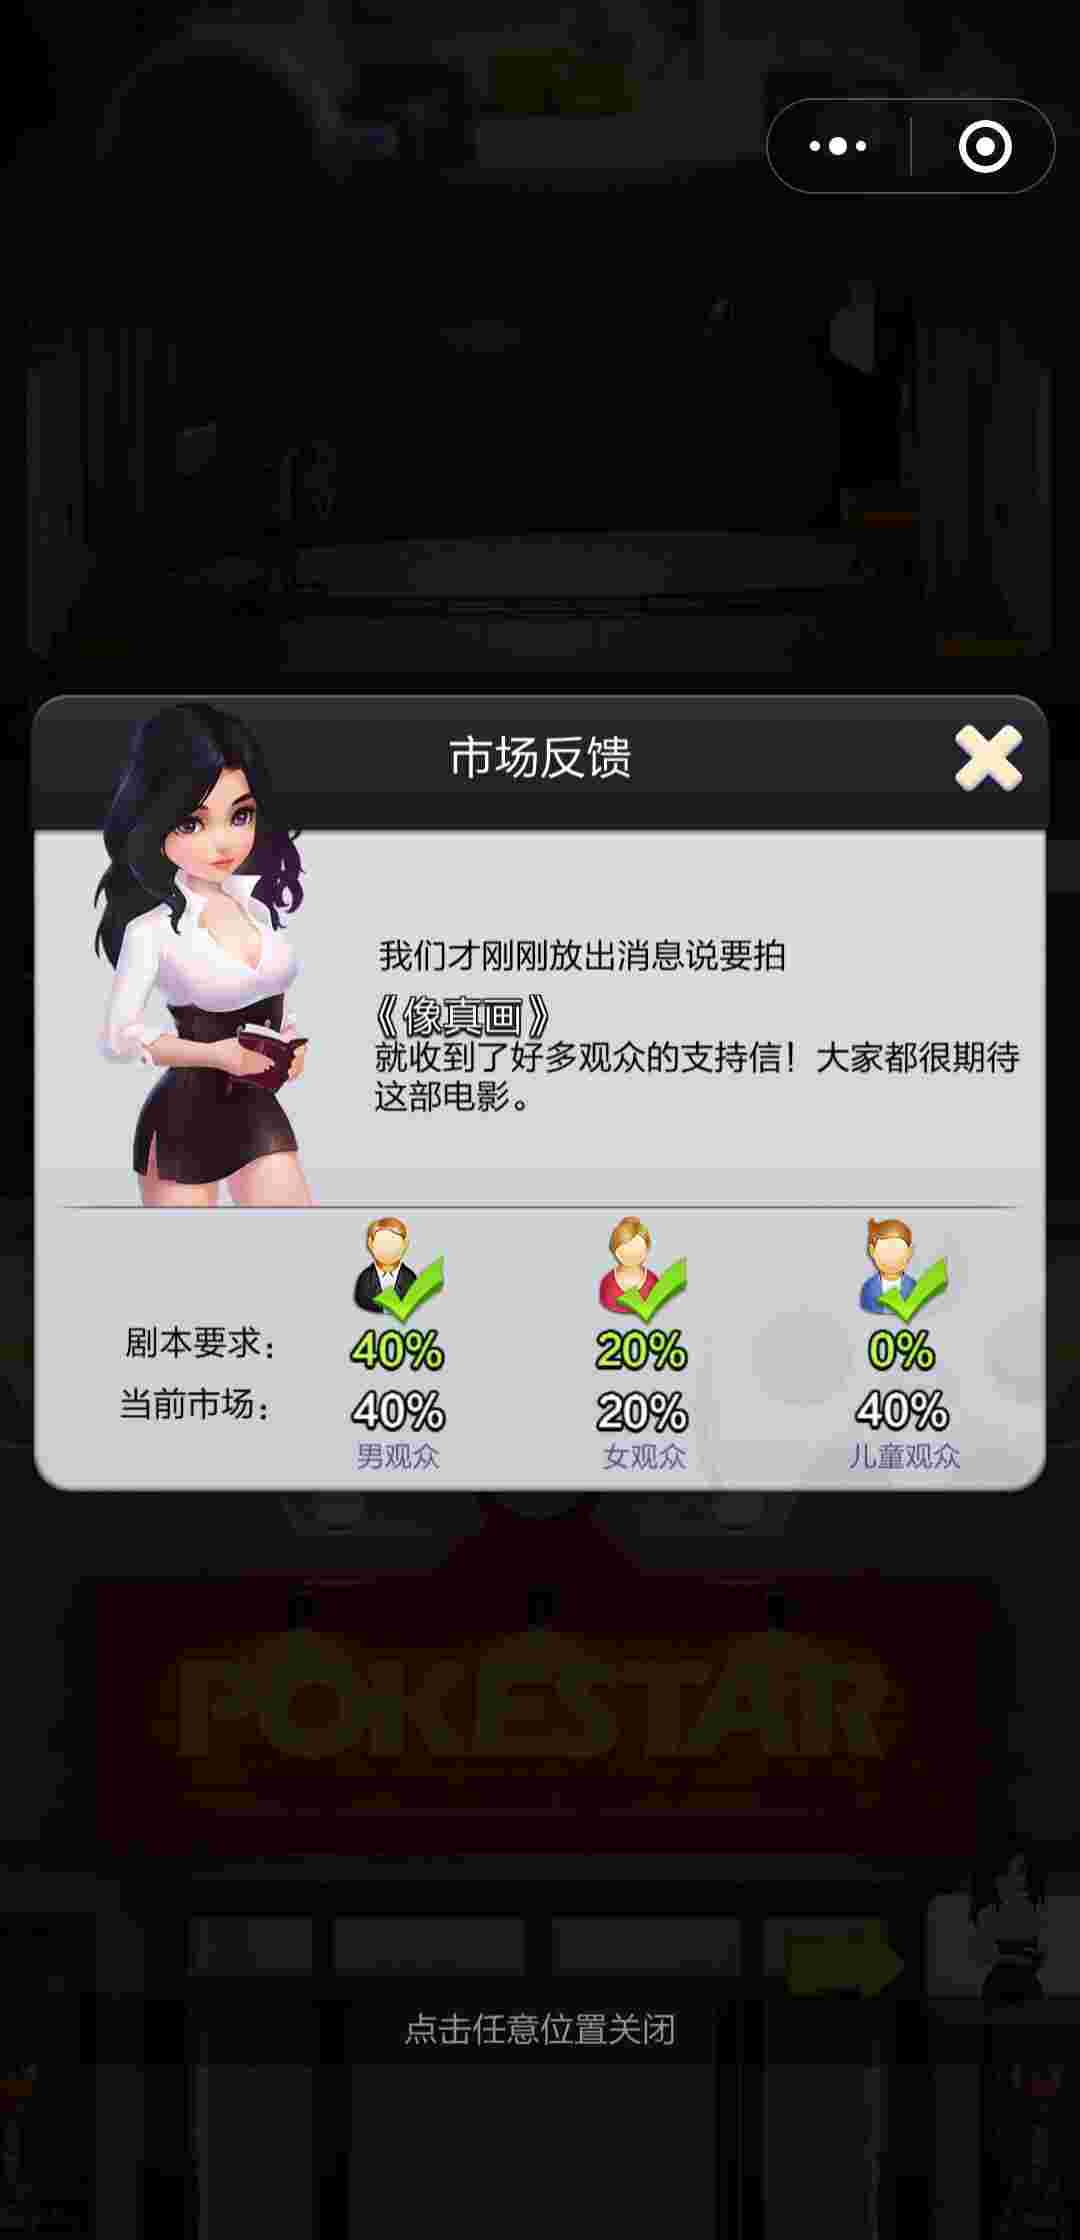 市场反馈
我们才刚刚放出消息说要拍
《像真画》
就收到了好多观众的支持信！大家都很期待
这部电影。
剧本要求： 40% 20% 0%
当前市场： 40% 20% 40%
男观众 女观众 儿童观众
POKESTAR
点击任意位置关闭